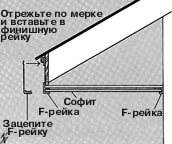 Отрежьте по мерке
и вставьте в
финишную
рейку
Софит
F-рейка
F-рейка
Зацепите
F-рейку